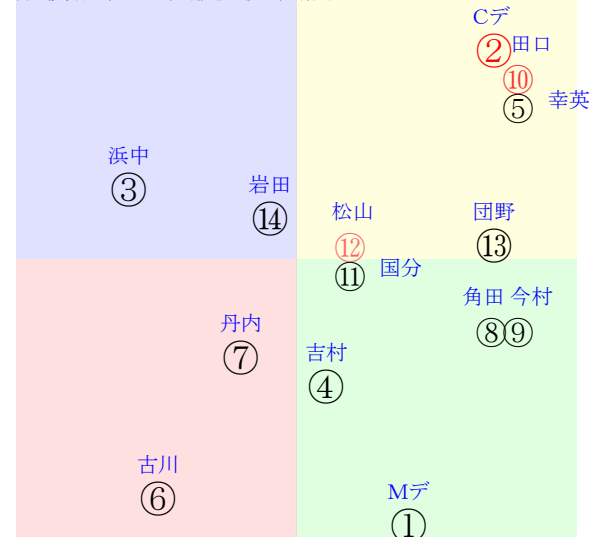 Cデ
② 田口
⑩
⑤ 幸英
浜中
③
岩田
⑭
松山
⑫
⑪ 国分
団野
⑬
角田 今村
⑧⑨
丹内
⑦
吉村
④
古川
⑥
Mデ
①